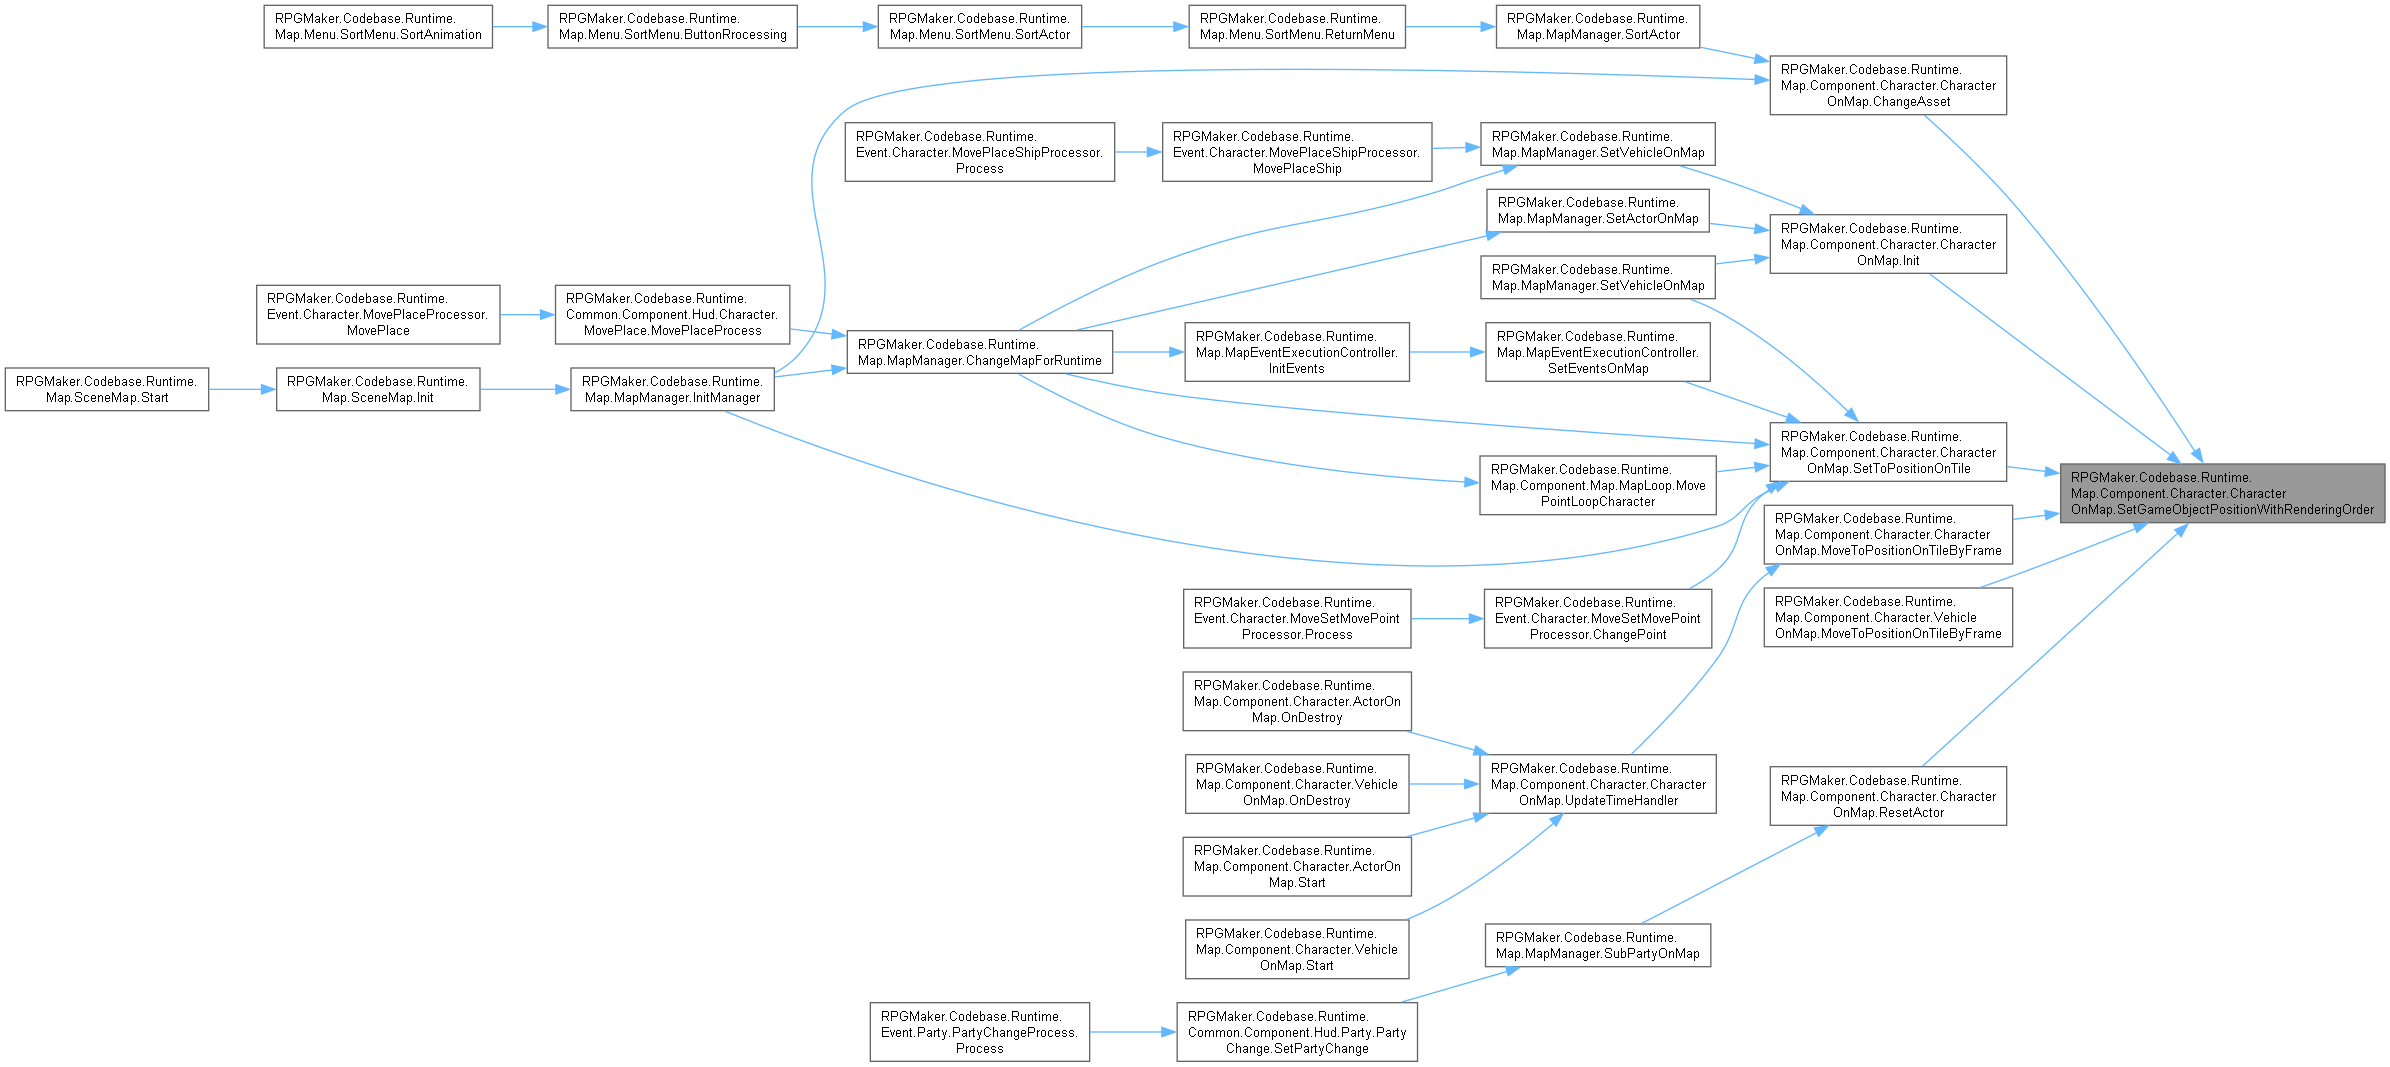 RPGMaker.Codebase.Runtime.
Map.Menu.SortMenu.SortAnimation
RPGMaker.Codebase.Runtime.
Map.Menu.SortMenu.ButtonRrocessing
RPGMaker.Codebase.Runtime.
Map.Menu.SortMenu.SortActor
RPGMaker.Codebase.Runtime.
Map.Menu.SortMenu.ReturnMenu
RPGMaker.Codebase.Runtime.
Map.MapManager.SortActor
RPGMaker.Codebase.Runtime.
Map.Component.Character.Character
OnMap.ChangeAsset
RPGMaker.Codebase.Runtime.
Event.Character.MovePlaceShipProcessor.
Process
RPGMaker.Codebase.Runtime.
Event.Character.MovePlaceShipProcessor.
MovePlaceShip
RPGMaker.Codebase.Runtime.
Map.MapManager.SetVehicleOnMap
RPGMaker.Codebase.Runtime.
Map.MapManager.SetActorOnMap
RPGMaker.Codebase.Runtime.
Map.Component.Character.Character
OnMap.Init
RPGMaker.Codebase.Runtime.
Map.MapManager.SetVehicleOnMap
RPGMaker.Codebase.Runtime.
Event.Character.MovePlaceProcessor.
MovePlace
RPGMaker.Codebase.Runtime.
Common.Component.Hud.Character.
MovePlace.MovePlaceProcess
RPGMaker.Codebase.Runtime.
Map.MapManager.ChangeMapForRuntime
RPGMaker.Codebase.Runtime.
Map.MapEventExecutionController.
InitEvents
RPGMaker.Codebase.Runtime.
Map.MapEventExecutionController.
SetEventsOnMap
RPGMaker.Codebase.Runtime.
Map.SceneMap.Start
RPGMaker.Codebase.Runtime.
Map.SceneMap.Init
RPGMaker.Codebase.Runtime.
Map.MapManager.InitManager
RPGMaker.Codebase.Runtime.
Map.Component.Character.Character
OnMap.SetToPositionOnTile
RPGMaker.Codebase.Runtime.
Map.Component.Map.MapLoop.Move
PointLoopCharacter
RPGMaker.Codebase.Runtime.
Map.Component.Character.Character
OnMap.SetGameObjectPositionWithRenderingOrder
RPGMaker.Codebase.Runtime.
Map.Component.Character.Character
OnMap.MoveToPositionOnTileByFrame
RPGMaker.Codebase.Runtime.
Event.Character.MoveSetMovePoint
Processor.Process
RPGMaker.Codebase.Runtime.
Event.Character.MoveSetMovePoint
Processor.ChangePoint
RPGMaker.Codebase.Runtime.
Map.Component.Character.Vehicle
OnMap.MoveToPositionOnTileByFrame
RPGMaker.Codebase.Runtime.
Map.Component.Character.ActorOn
Map.OnDestroy
RPGMaker.Codebase.Runtime.
Map.Component.Character.Vehicle
OnMap.OnDestroy
RPGMaker.Codebase.Runtime.
Map.Component.Character.Character
OnMap.UpdateTimeHandler
RPGMaker.Codebase.Runtime.
Map.Component.Character.Character
OnMap.ResetActor
RPGMaker.Codebase.Runtime.
Map.Component.Character.ActorOn
Map.Start
RPGMaker.Codebase.Runtime.
Map.Component.Character.Vehicle
OnMap.Start
RPGMaker.Codebase.Runtime.
Map.MapManager.SubPartyOnMap
RPGMaker.Codebase.Runtime.
Event.Party.PartyChangeProcess.
Process
RPGMaker.Codebase.Runtime.
Common.Component.Hud.Party.Party
Change.SetPartyChange